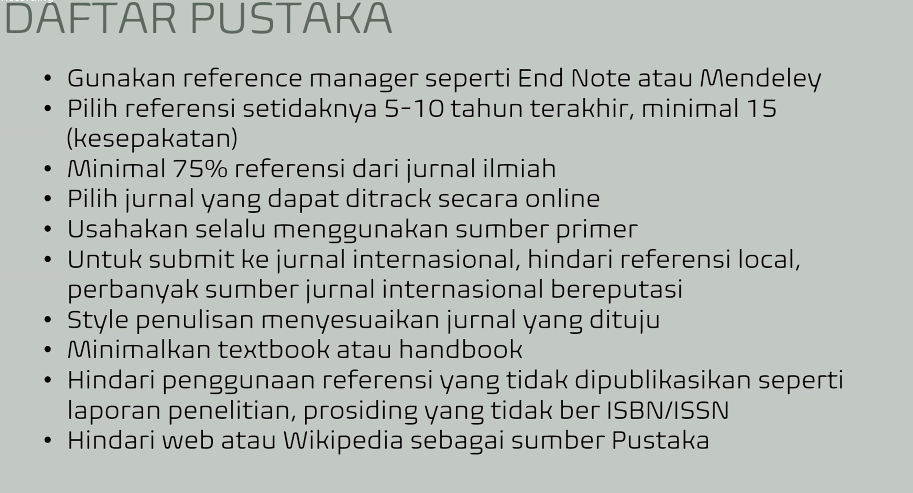 DAFTAR PUSTAKA
• Gunakan reference manager seperti End Note atau Mendeley
• Pilih referensi setidaknya 5-10 tahun terakhir, minimal 15
(kesepakatan)
• Minimal 75% referensi dari jurnal ilmiah
• Pilih jurnal yang dapat ditrack secara online
• Usahakan selalu menggunakan sumber primer
• Untuk submit ke jurnal internasional, hindari referensi local,
perbanyak sumber jurnal internasional bereputasi
• Style penulisan menyesuaikan jurnal yang dituju
• Minimalkan textbook atau handbook
• Hindari penggunaan referensi yang tidak dipublikasikan seperti
laporan penelitian, prosiding yang tidak ber ISBN/ISSN
• Hindari web atau Wikipedia sebagai sumber Pustaka